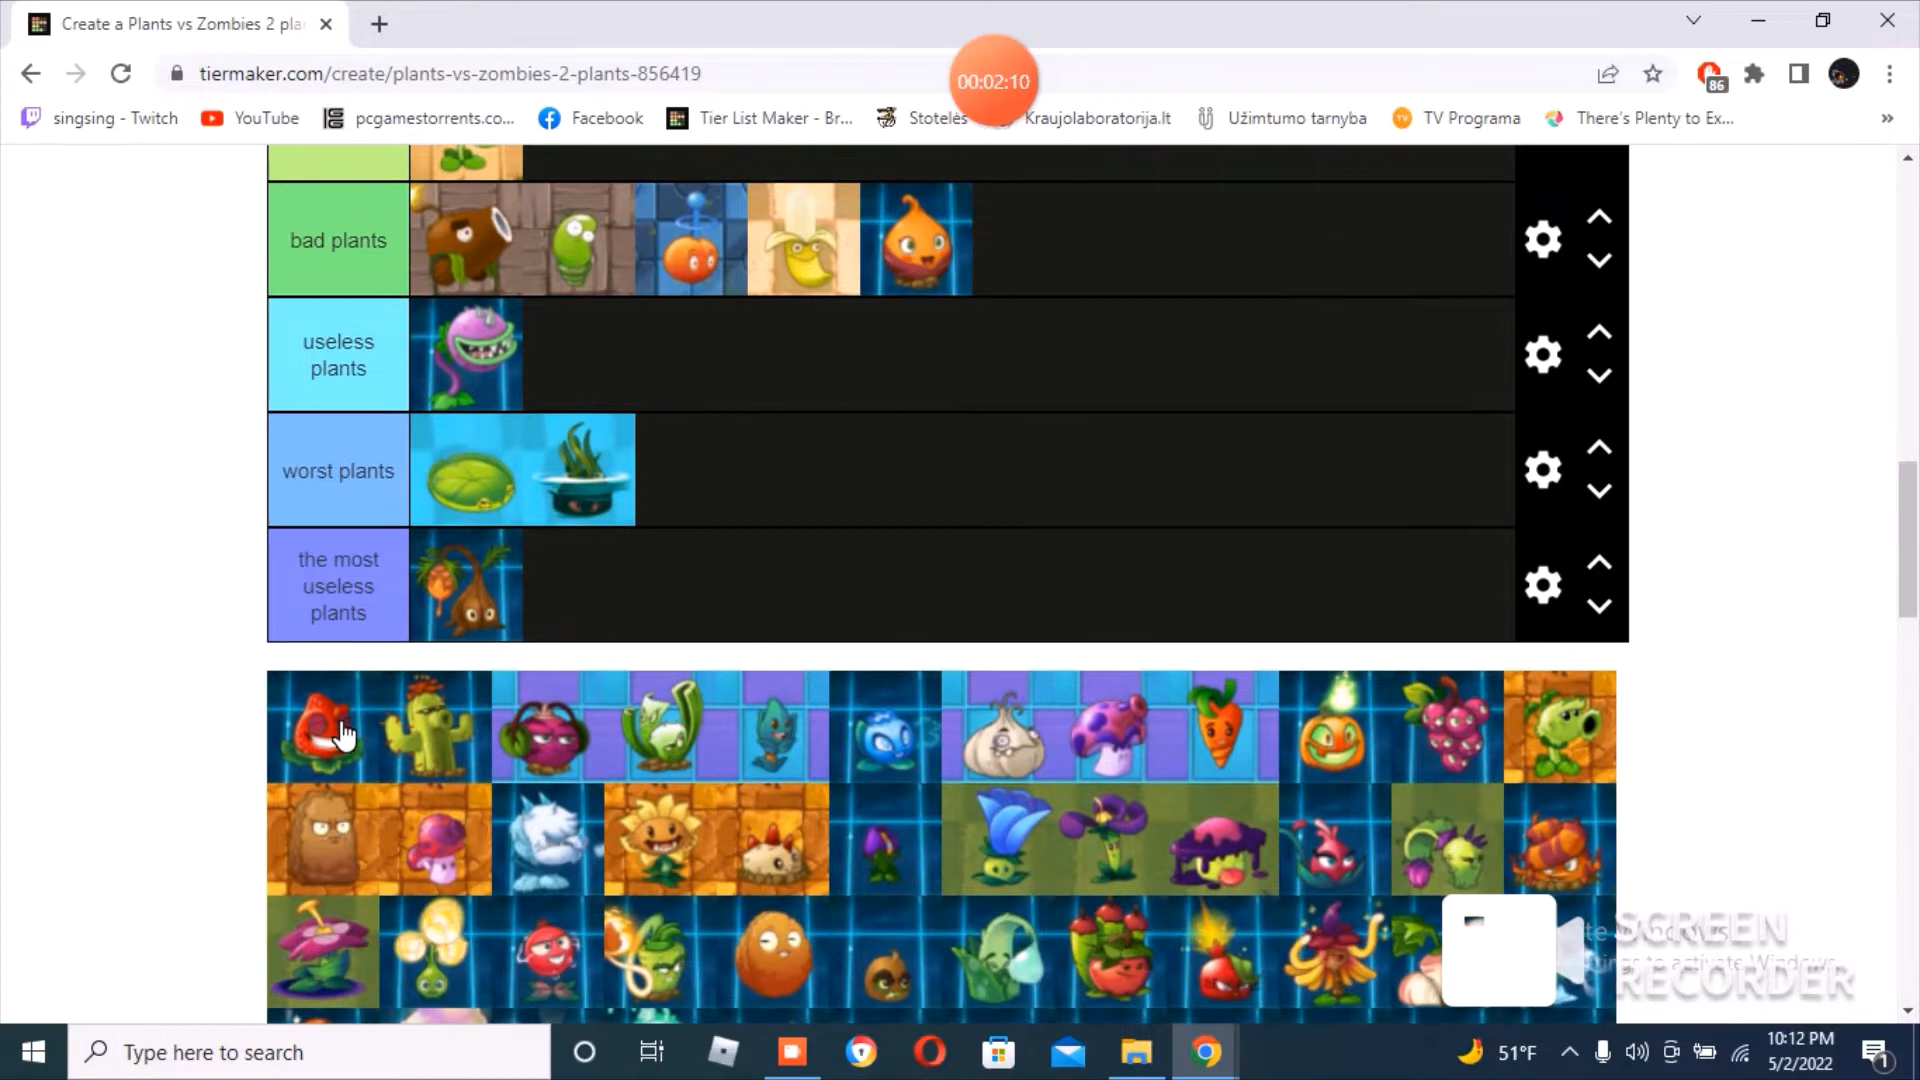 Create a Plants vs Zombies 2 pla
tiermaker.com/create/plants-vs-zombies-2-plants-856419
00:02:10
86
singsing - Twitch
YouTube
pcgamestorrents.co...
Facebook
Tier List Maker - Br...
Stotelės
Kraujolaboratorija.lt
Užimtumo tarnyba
TV Programa
There's Plenty to Ex...
»
bad plants
useless
plants
worst plants
the most
useless
plants
SCREEN
RECORDER
Type here to search
51°F
10:12 PM
5/2/2022
1